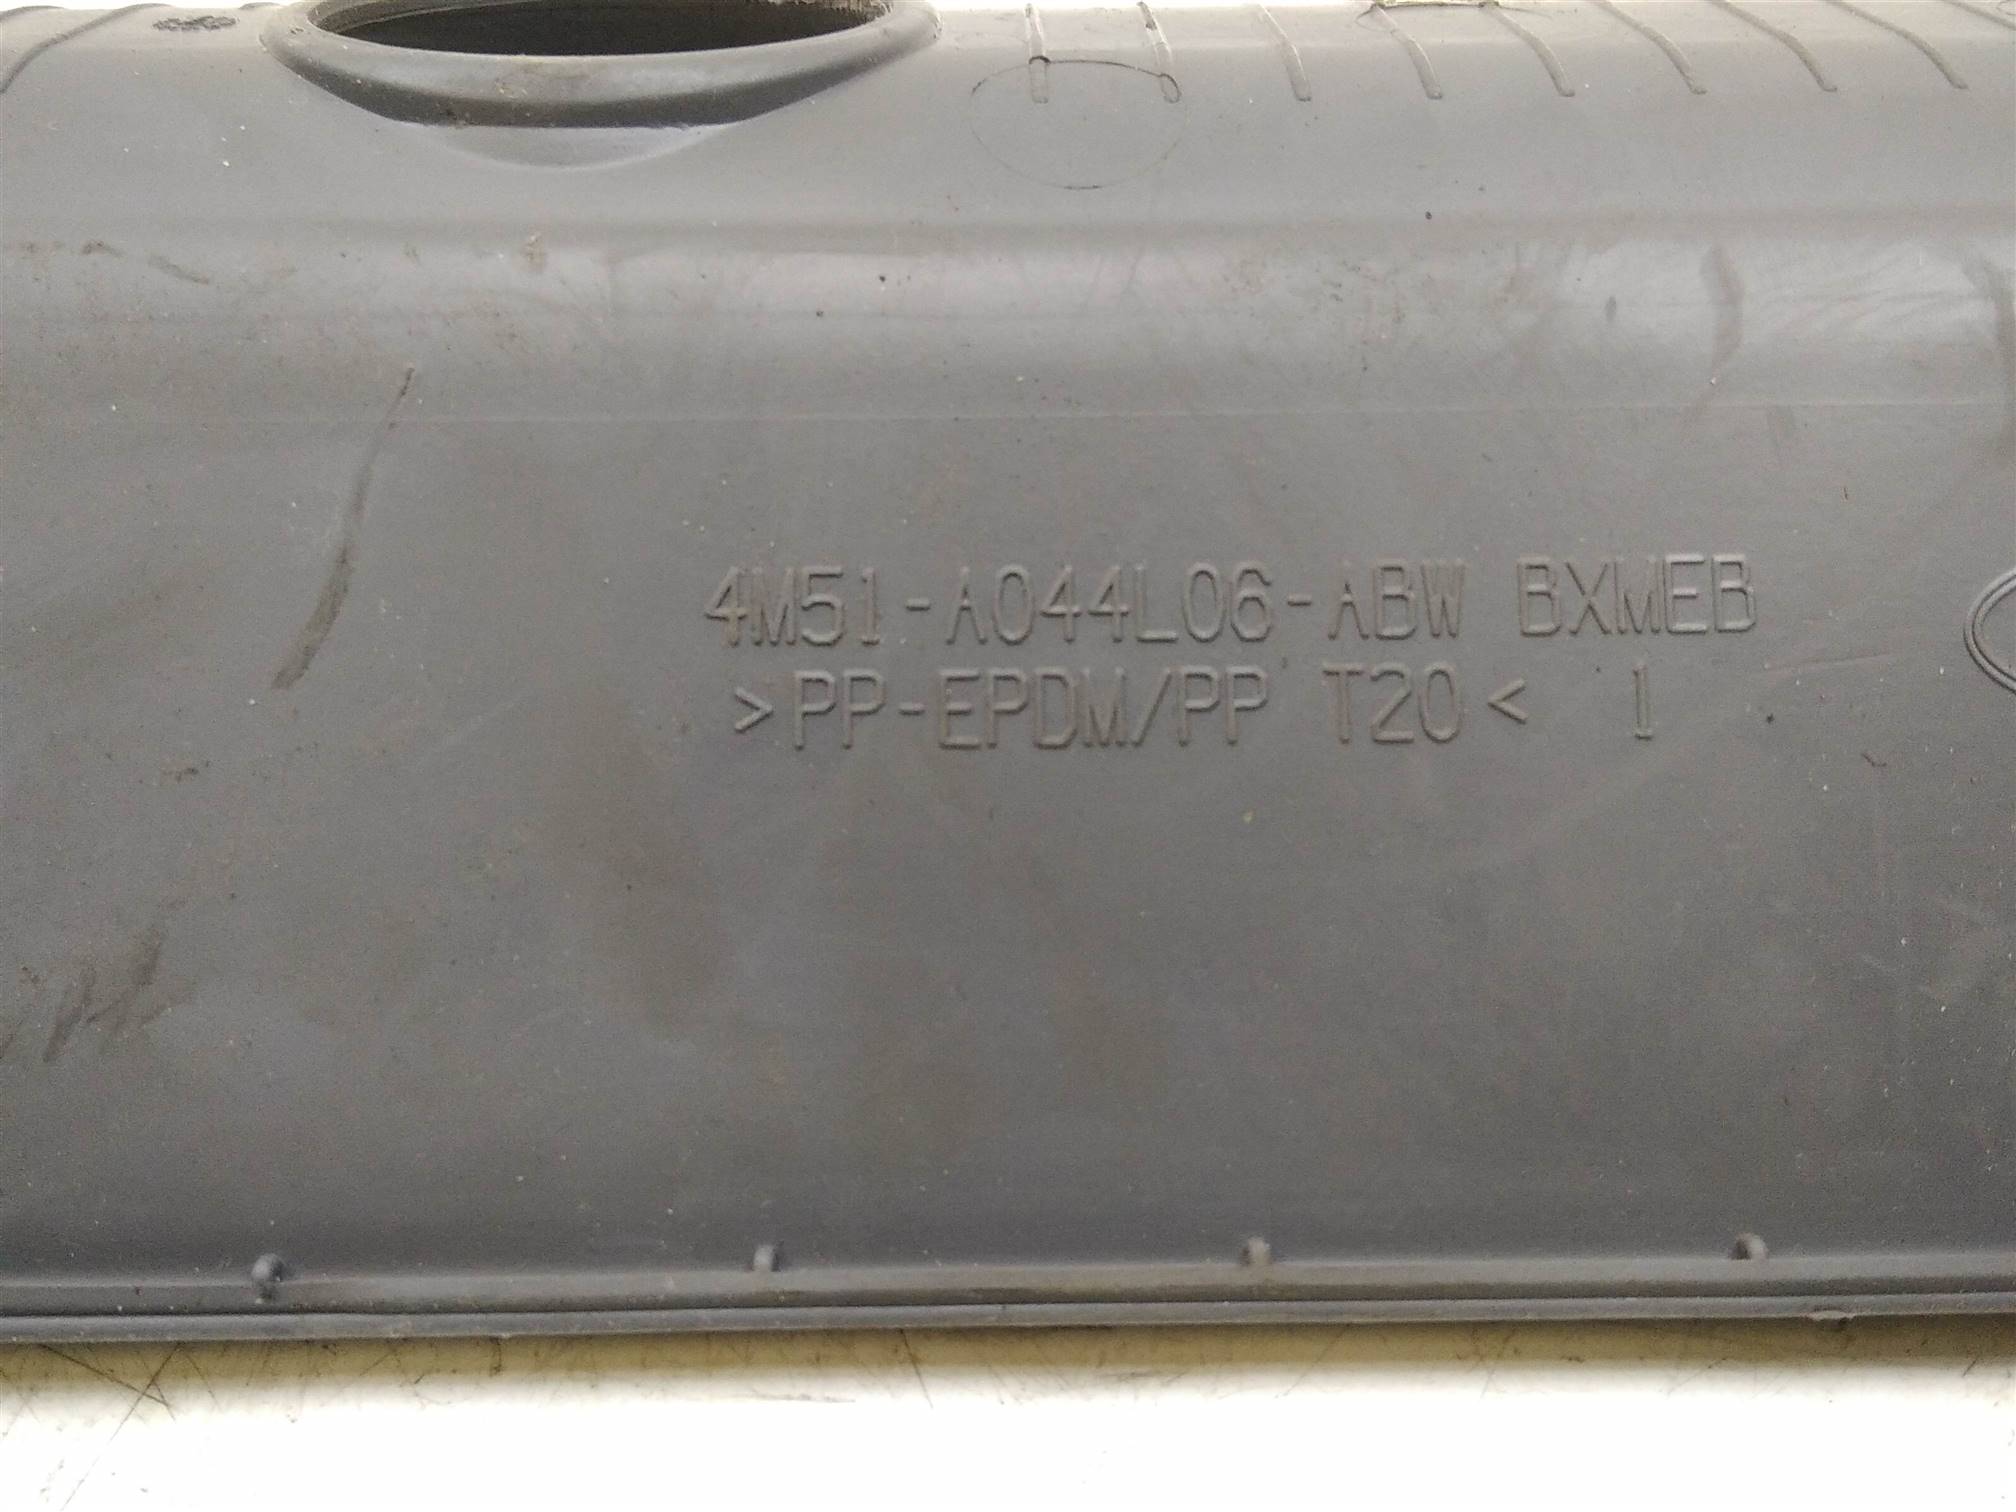 4M51-A044L06-ABW BXMEB
>PP-EPDM/PP T20< 1